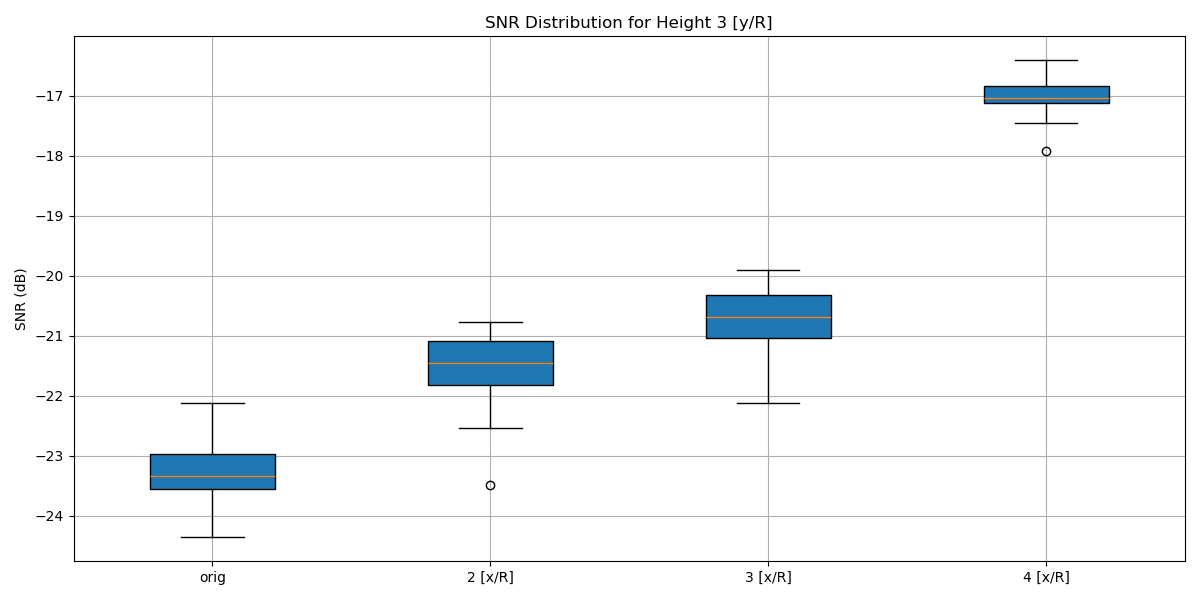 SNR Distribution for Height 3 [y/R]
SNR (dB)
−17
−18
−19
−20
−21
−22
−23
−24
orig
2 [x/R]
3 [x/R]
4 [x/R]